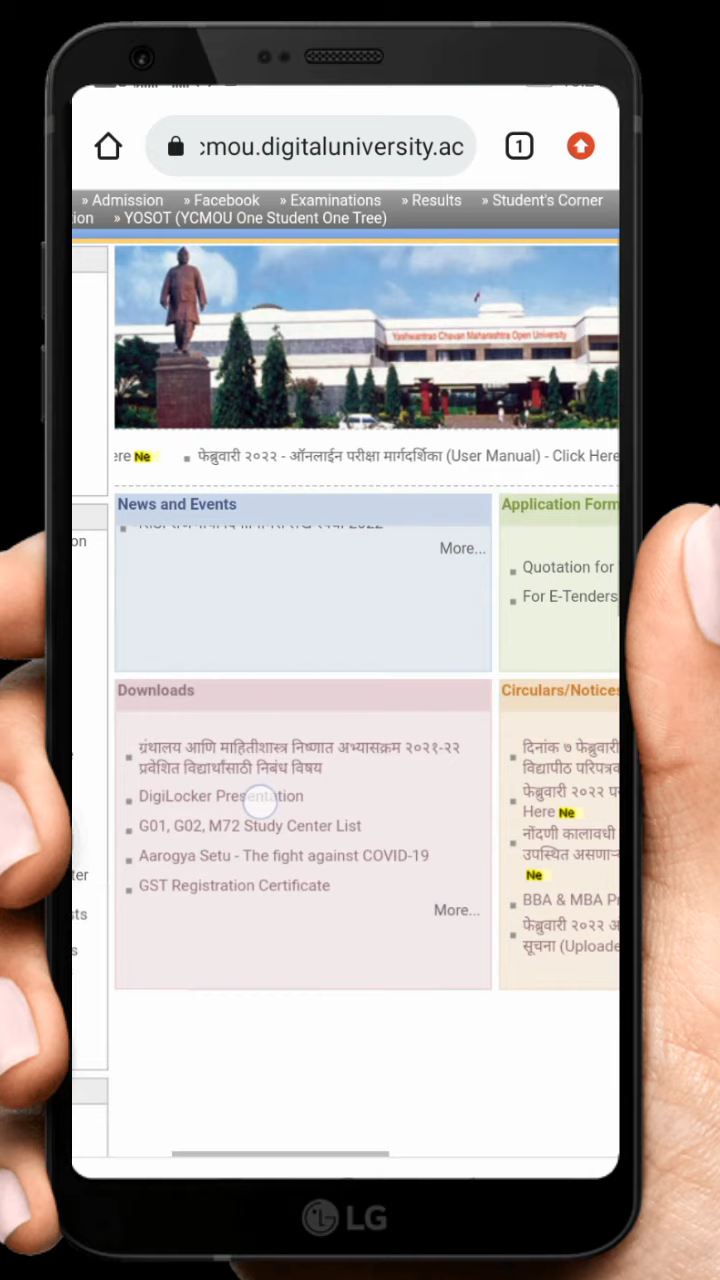 :mou.digitaluniversity.ac
1
» Admission » Facebook » Examinations » Results » Student's Corner
ion » YOSOT (YCMOU One Student One Tree)
Yashwantrao Chavan Maharashtra Open University
ere Ne ▪ फेब्रुवारी २०२२ - ऑनलाईन परीक्षा मार्गदर्शिका (User Manual) - Click Here
News and Events
More...
Application Form
Quotation for
For E-Tenders
on
Downloads
ग्रंथालय आणि माहितीशास्त्र निष्णात अभ्यासक्रम २०२१-२२
प्रवेशित विद्यार्थांसाठी निबंध विषय
DigiLocker Presentation
G01, G02, M72 Study Center List
Aarogya Setu - The fight against COVID-19
GST Registration Certificate
More...
Circulars/Notices
दिनांक ७ फेब्रुवारी
विद्यापीठ परिपत्रव
फेब्रुवारी २०२२ प
Here Ne
नोंदणी कालावधी
उपस्थित असणा
Ne
BBA & MBA P
फेब्रुवारी २०२२ अ
सूचना (Uploade
ter
sts
s
LG